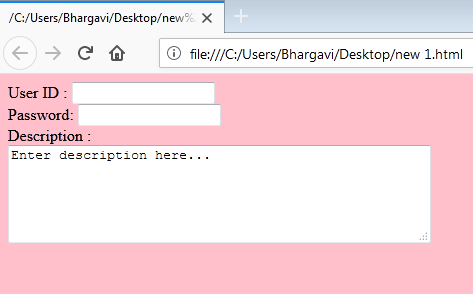 /C:/Users/Bhargavi/Desktop/new%
file:///C:/Users/Bhargavi/Desktop/new 1.html
User ID :
Password:
Description :
Enter description here...